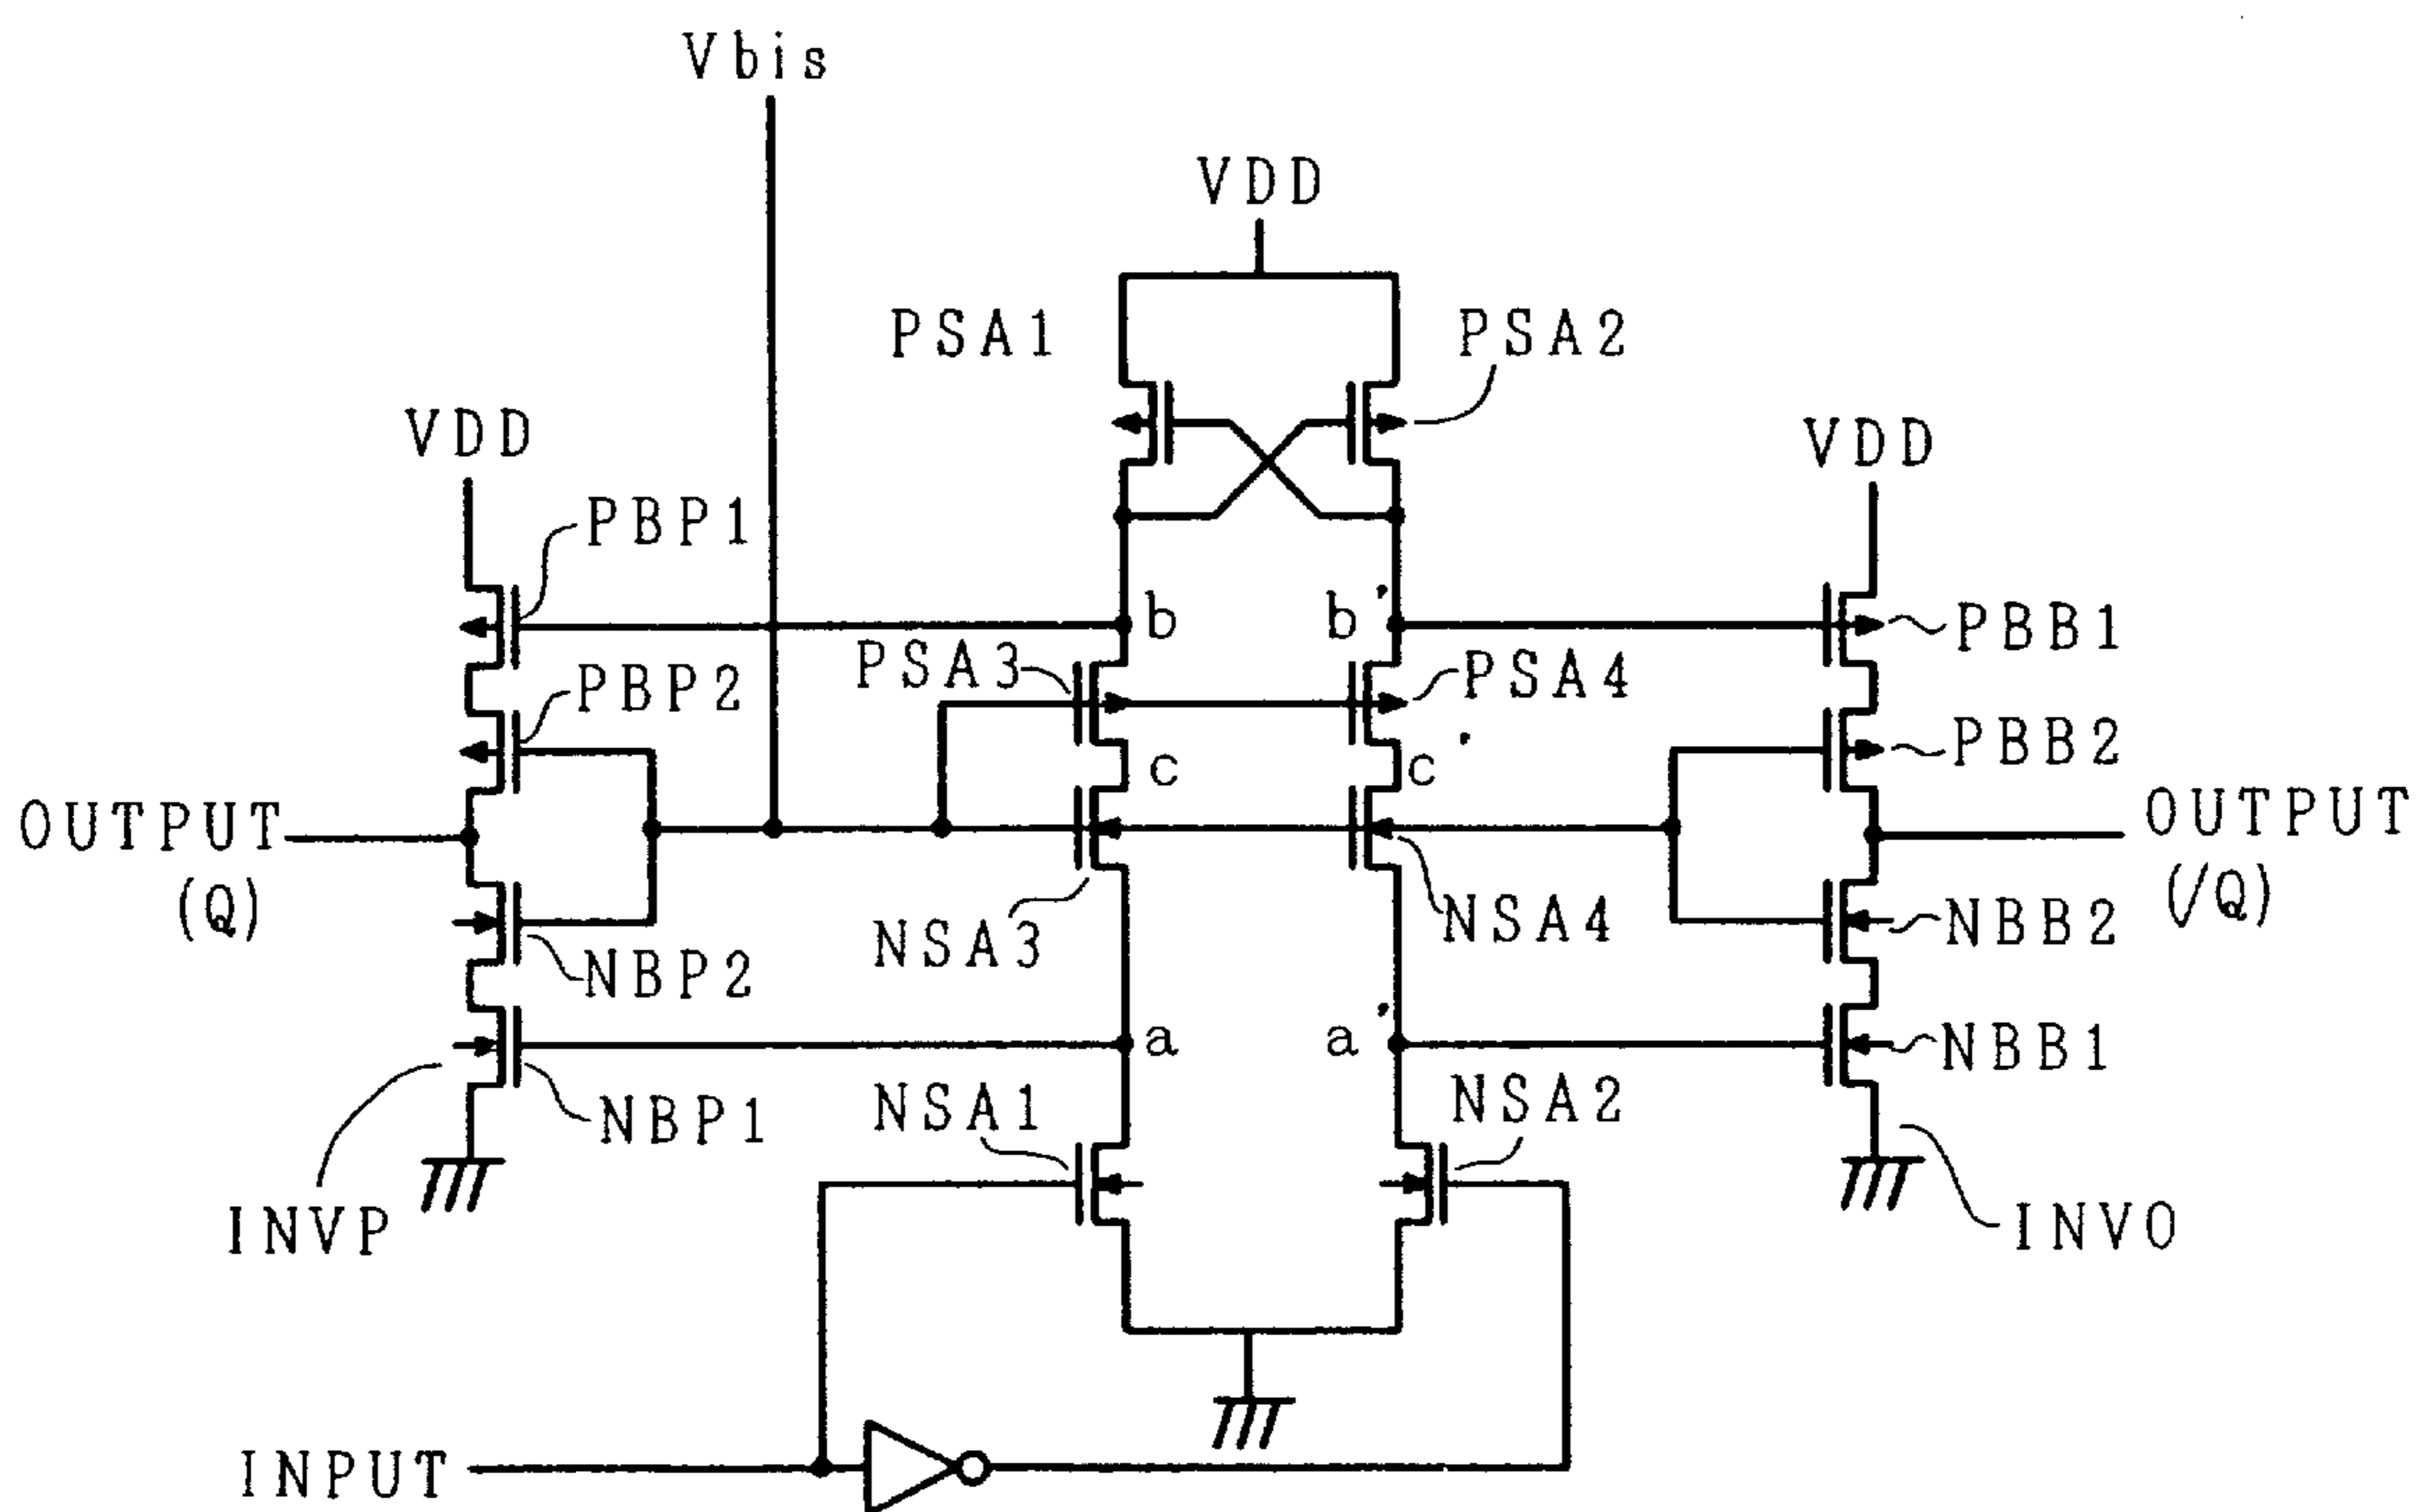 Vbis
VDD
PSA1
PSA2
VDD
VDD
PBP1
b
b'
PBB1
PSA3
PSA4
PBP2
PBB2
c
c'
OUTPUT
(Q)
OUTPUT
(/Q)
NSA3
NSA4
NBB2
NBP2
a
a'
NBB1
NSA1
NSA2
NBP1
INVP
INVO
INPUT